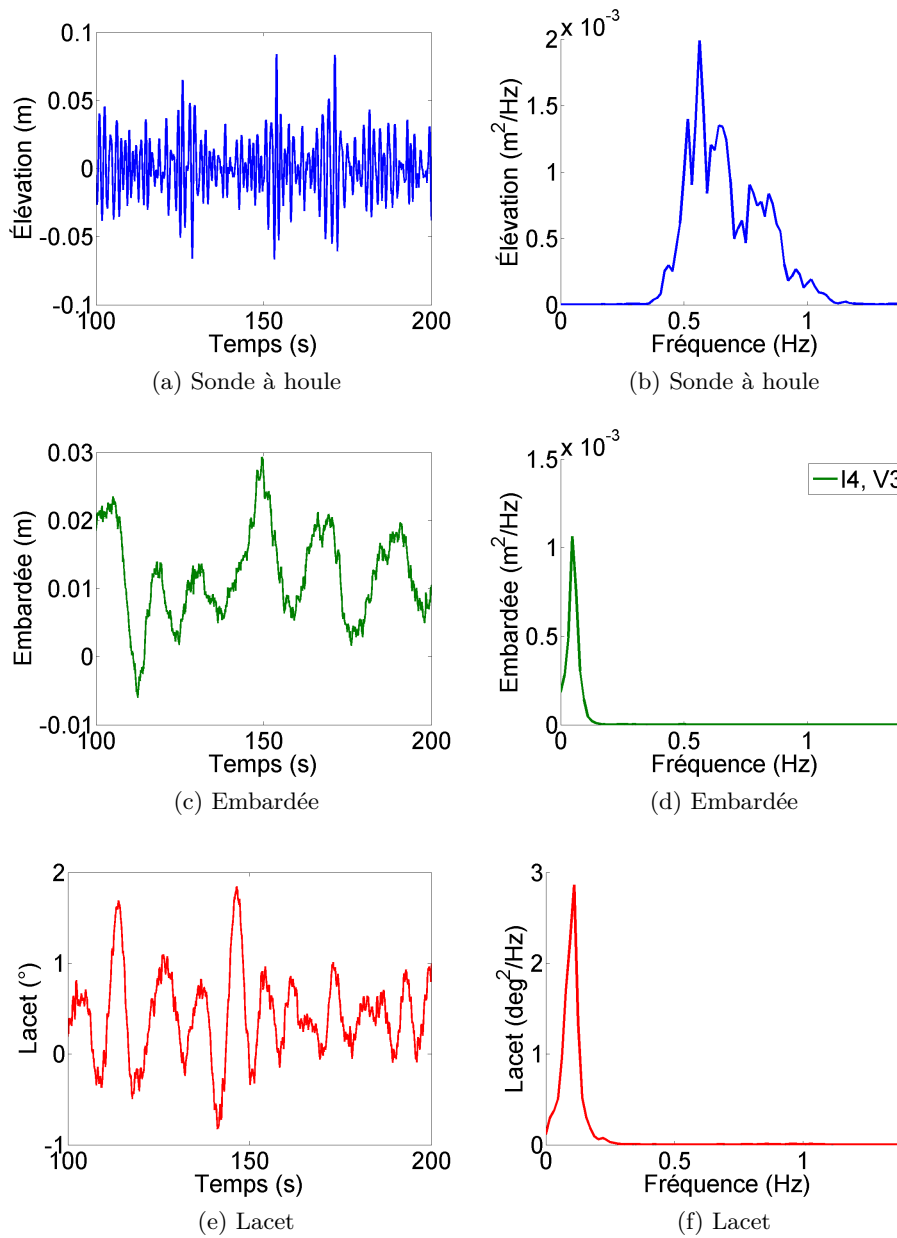 0.1
0.05
0
-0.05
-0.1
100
150
200
Élévation (m)
Temps (s)
(a) Sonde à houle
x 10-3
2
1.5
1
0.5
0
0
0.5
1
Élévation (m2/Hz)
Fréquence (Hz)
(b) Sonde à houle
0.03
0.02
0.01
0
-0.01
100
150
200
Embardée (m)
Temps (s)
(c) Embardée
x 10-3
1.5
1
0.5
0
0
0.5
1
I4, V3
Embardée (m2/Hz)
Fréquence (Hz)
(d) Embardée
2
1
0
-1
100
150
200
Lacet (°)
Temps (s)
(e) Lacet
3
2
1
0
0
0.5
1
Lacet (deg2/Hz)
Fréquence (Hz)
(f) Lacet